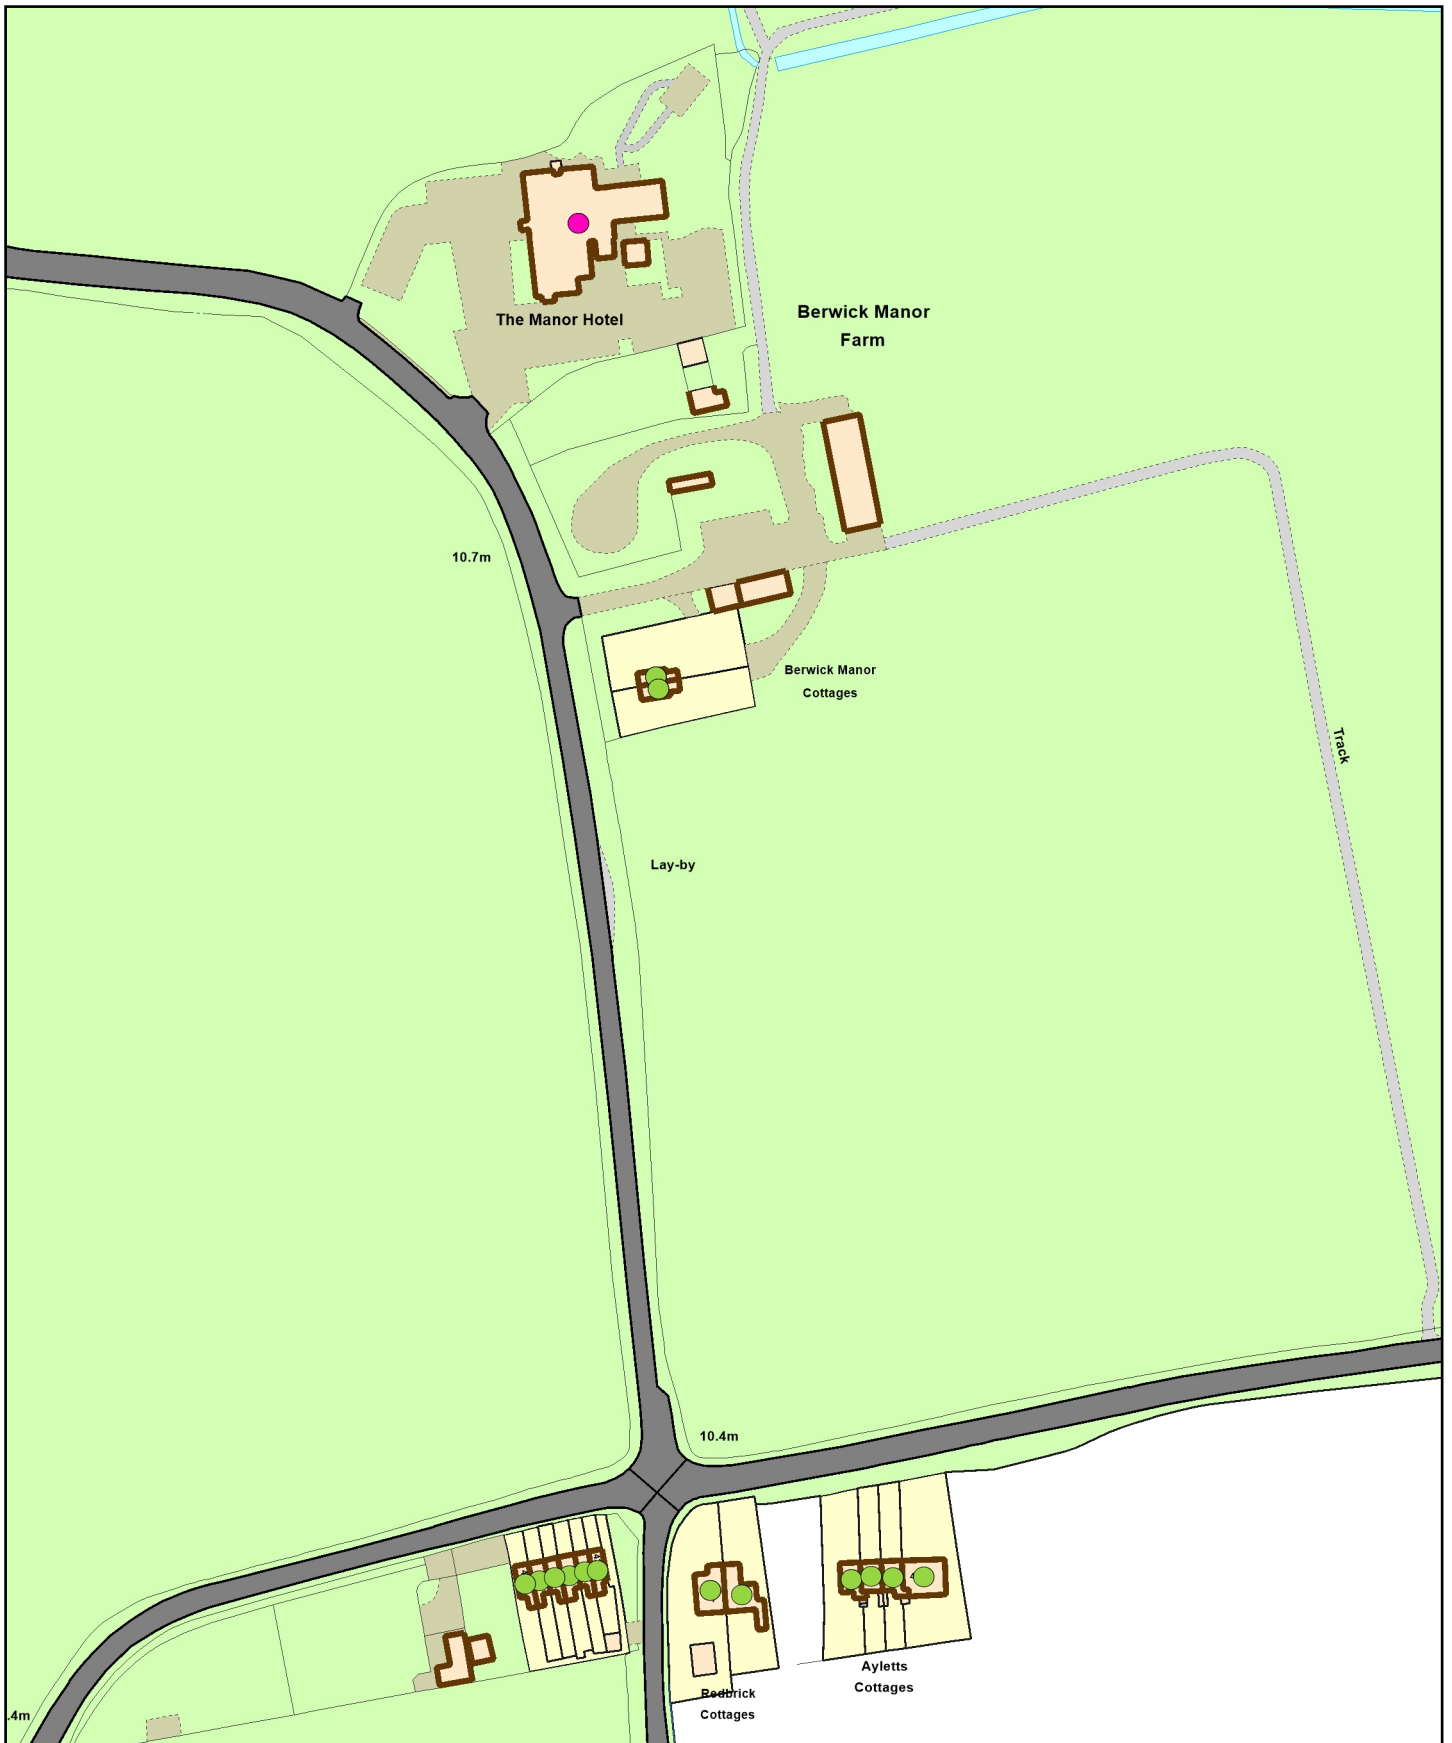 The Manor Hotel
Berwick Manor
Farm
10.7m
Berwick Manor
Cottages
Track
Lay-by
10.4m
Ayletts
Cottages
Redbrick
Cottages
.4m